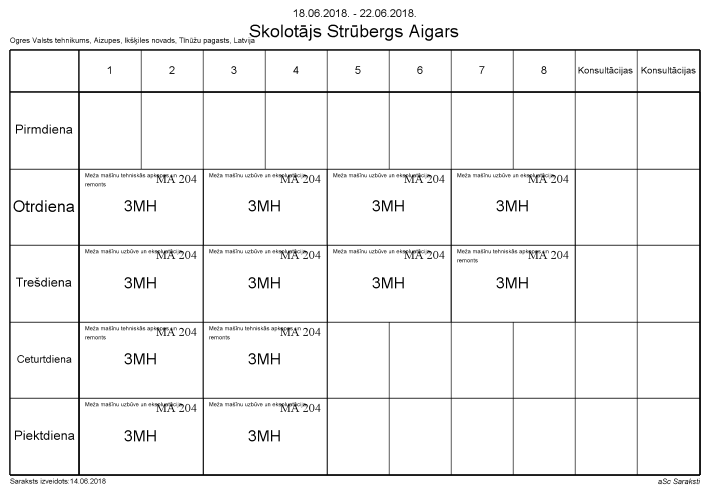 18.06.2018. - 22.06.2018.
Skolotājs Strūbergs Aigars
Ogres Valsts tehnikums, Aizupes, Ikšķiles novads, Tīnūžu pagasts, Latvija
1 2 3 4 5 6 7 8 Konsultācijas Konsultācijas
Pirmdiena
Meža mašīnu tehniskās apkopes un remonts MA 204 3MH
Meža mašīnu uzbūve un ekspluatācija MA 204 3MH
Meža mašīnu uzbūve un ekspluatācija MA 204 3MH
Meža mašīnu uzbūve un ekspluatācija MA 204 3MH
Otrdiena
Meža mašīnu uzbūve un ekspluatācija MA 204 3MH
Meža mašīnu uzbūve un ekspluatācija MA 204 3MH
Meža mašīnu uzbūve un ekspluatācija MA 204 3MH
Meža mašīnu tehniskās apkopes un remonts MA 204 3MH
Trešdiena
Meža mašīnu tehniskās apkopes un remonts MA 204 3MH
Meža mašīnu tehniskās apkopes un remonts MA 204 3MH
Ceturtdiena
Meža mašīnu uzbūve un ekspluatācija MA 204 3MH
Meža mašīnu uzbūve un ekspluatācija MA 204 3MH
Piektdiena
Saraksts izveidots:14.06.2018
aSc Saraksti